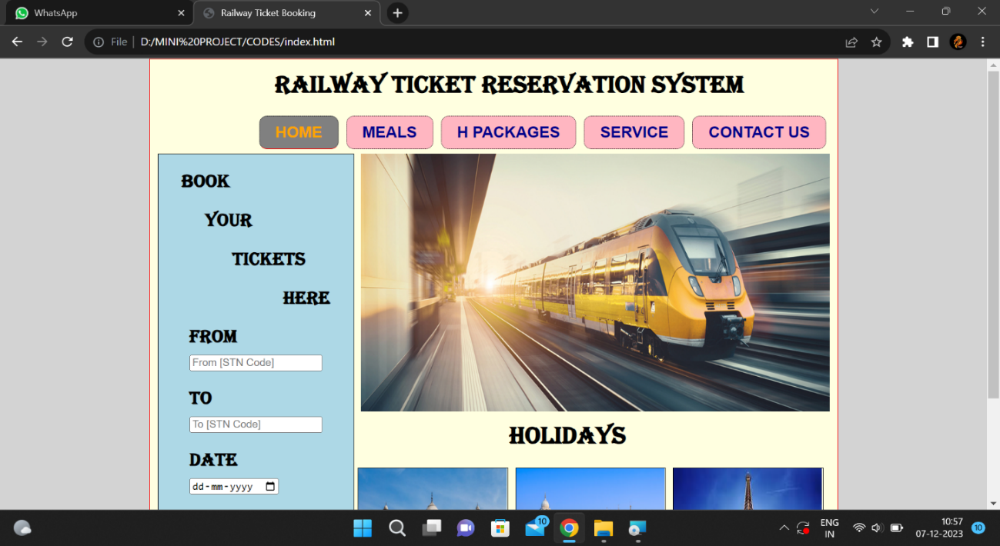 WhatsApp
Railway Ticket Booking
File | D:/MINI%20PROJECT/CODES/index.html
RAILWAY TICKET RESERVATION SYSTEM
HOME MEALS H PACKAGES SERVICE CONTACT US
BOOK
YOUR
TICKETS
HERE
FROM
From [STN Code]
TO
To [STN Code]
DATE
dd-mm-yyyy
HOLIDAYS
10
ENG
IN
10:57
07-12-2023
10